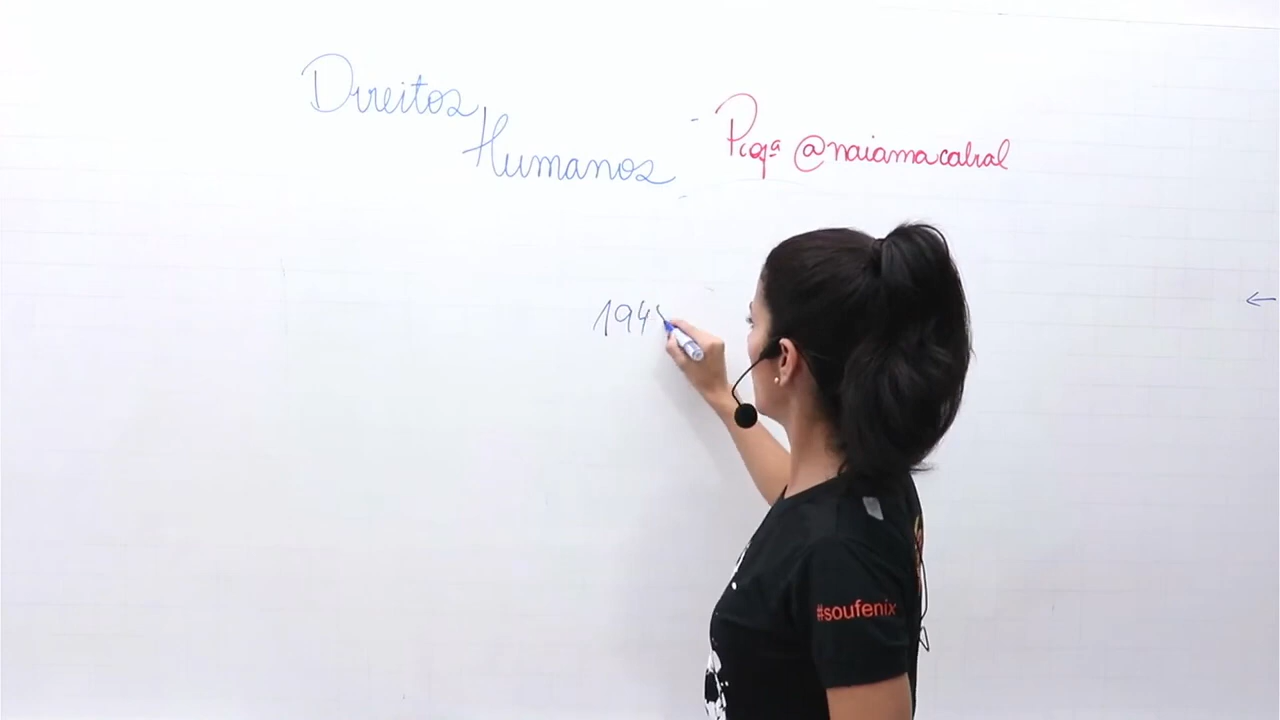 Direitos
Humanos
Profª @naiamacabral
194
#soufenix